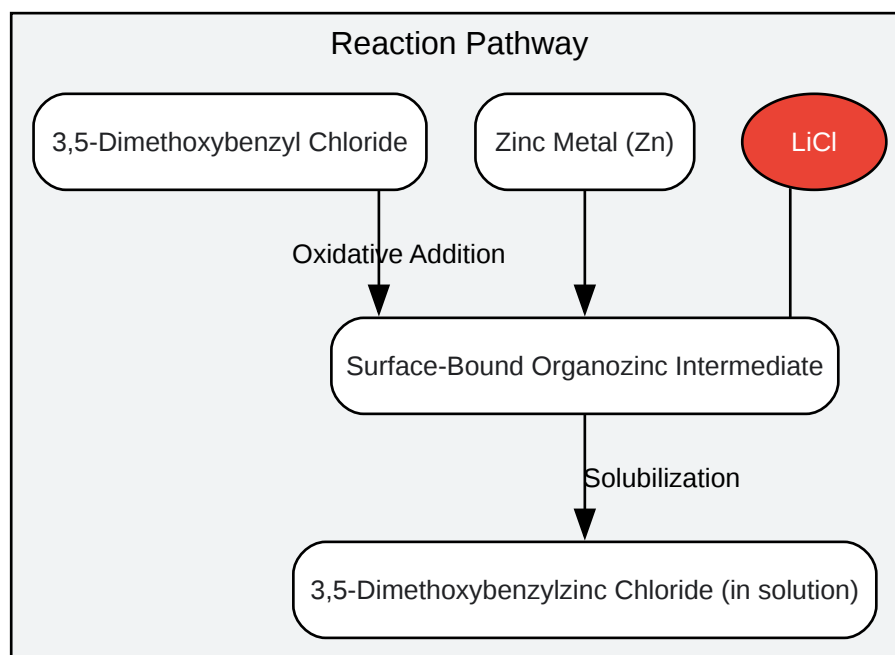 Reaction Pathway
3,5-Dimethoxybenzyl Chloride
Zinc Metal (Zn)
LiCl
Oxidative Addition
Surface-Bound Organozinc Intermediate
Solubilization
3,5-Dimethoxybenzylzinc Chloride (in solution)